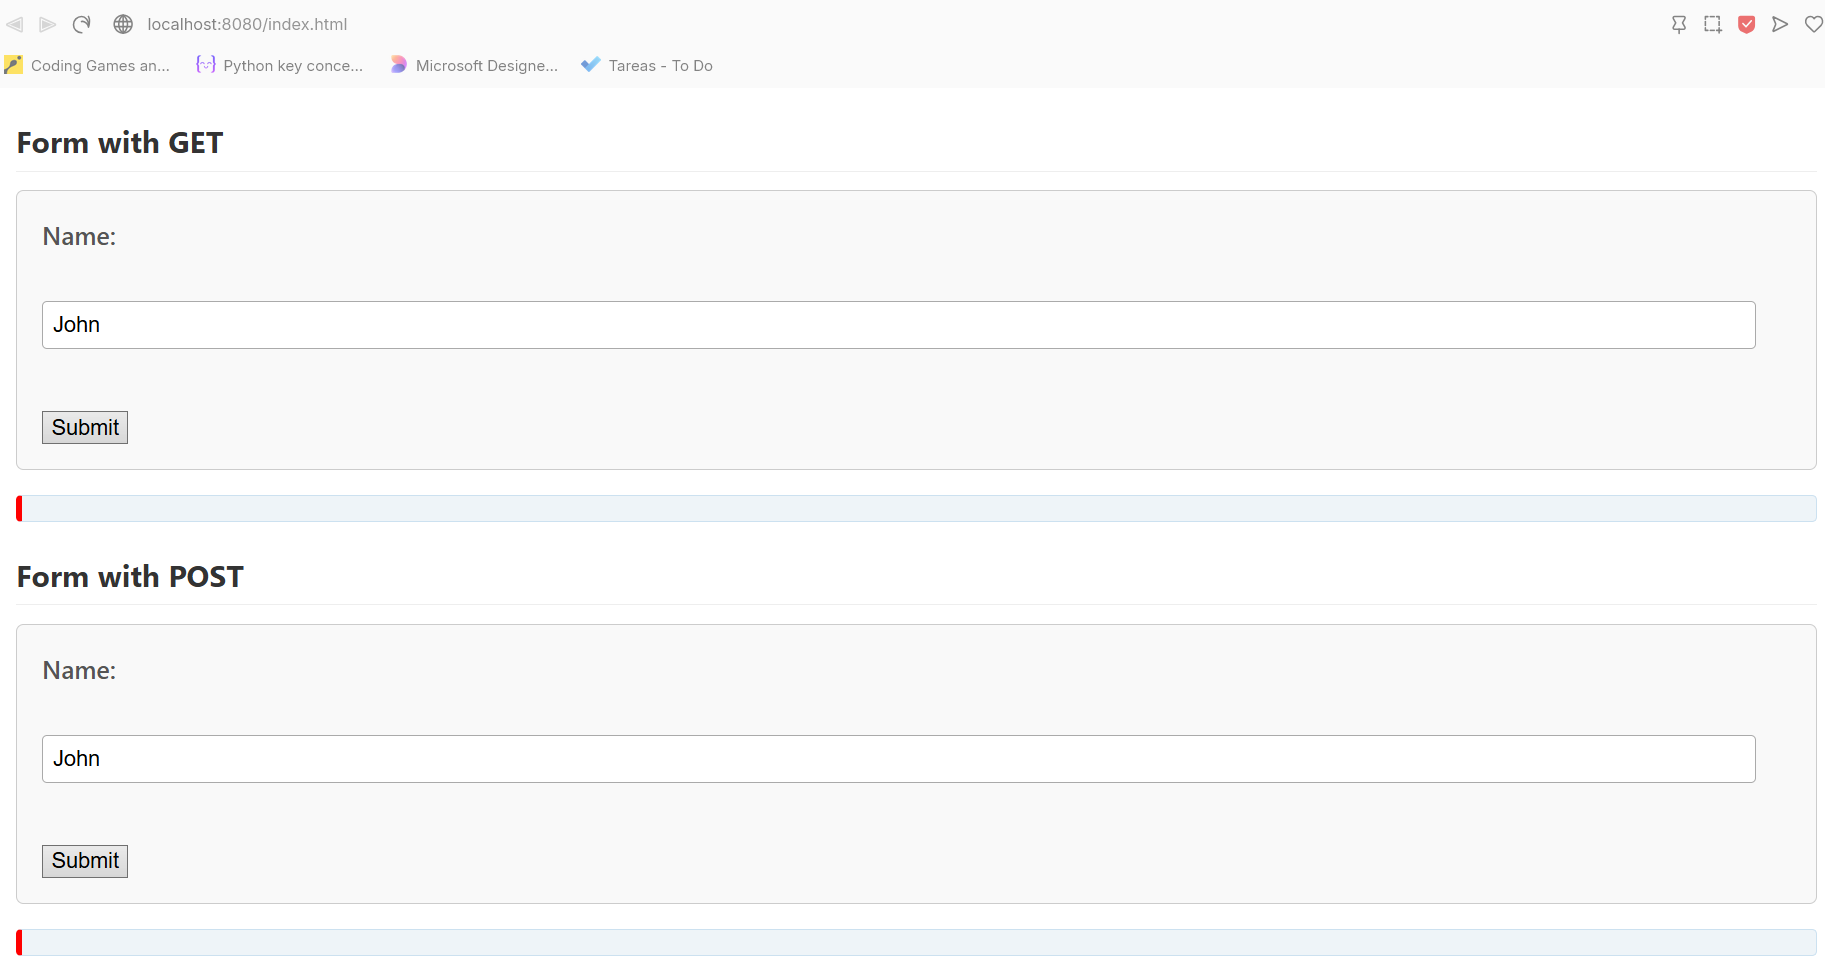 localhost:8080/index.html
Coding Games an... Python key conce... Microsoft Designe... Tareas - To Do
Form with GET
Name:
John
Submit
Form with POST
Name:
John
Submit